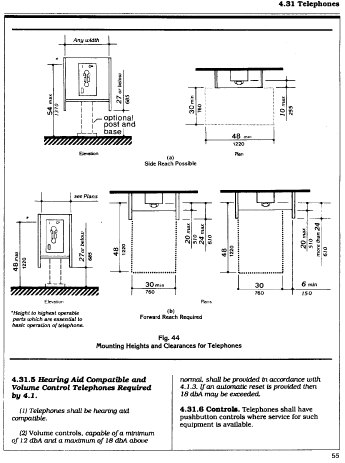 4.31 Telephones
Any width
54 max
1370
27 or below
685
optional
post and
base
Elevation
30 min
760
10 max
255
48 min
1220
Plan
(a)
Side Reach Possible
see Plans
48 max
1220
27 or below
685
Elevation
48
1220
20 max
510
24 max
610
30 min
760
48
1220
20 max
510
more than 24
610
30
760
6 min
150
Plans
*Height to highest operable
parts which are essential to
basic operation of telephone.
(b)
Forward Reach Required
Fig. 44
Mounting Heights and Clearances for Telephones
4.31.5 Hearing Aid Compatible and
Volume Control Telephones Required
by 4.1.
(1) Telephones shall be hearing aid
compatible.
(2) Volume controls, capable of a minimum
of 12 dbA and a maximum of 18 dbA above
normal, shall be provided in accordance with
4.1.3. If an automatic reset is provided then
18 dbA may be exceeded.
4.31.6 Controls. Telephones shall have
pushbutton controls where service for such
equipment is available.
55